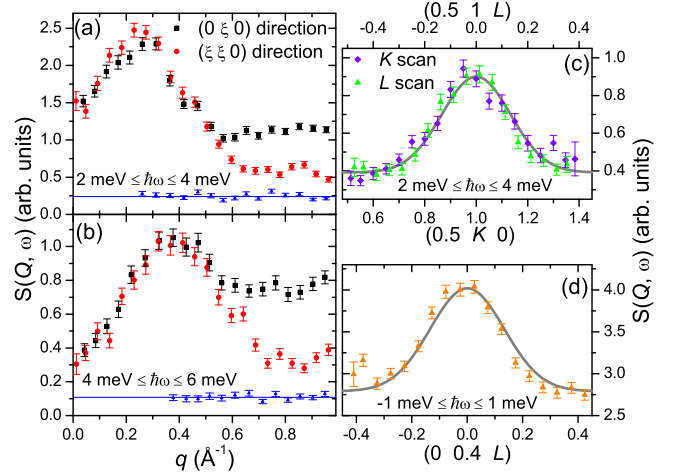 (a)
(0 ξ 0) direction
(ξ ξ 0) direction
2.5
2.0
1.5
1.0
0.5
0.0
2 meV ≤ ħω ≤ 4 meV
(b)
1.0
0.8
0.6
0.4
0.2
0.0
4 meV ≤ ħω ≤ 6 meV
0.0 0.2 0.4 0.6 0.8
q (Å⁻¹)
S(Q, ω) (arb. units)
(0.5 1 L)
-0.4 -0.2 0.0 0.2 0.4
K scan
L scan
(c)
1.0
0.8
0.6
0.4
2 meV ≤ ħω ≤ 4 meV
0.6 0.8 1.0 1.2 1.4
(0.5 K 0)
(d)
4.0
3.5
3.0
2.5
-1 meV ≤ ħω ≤ 1 meV
-0.4 -0.2 0.0 0.2 0.4
(0 0.4 L)
S(Q, ω) (arb. units)